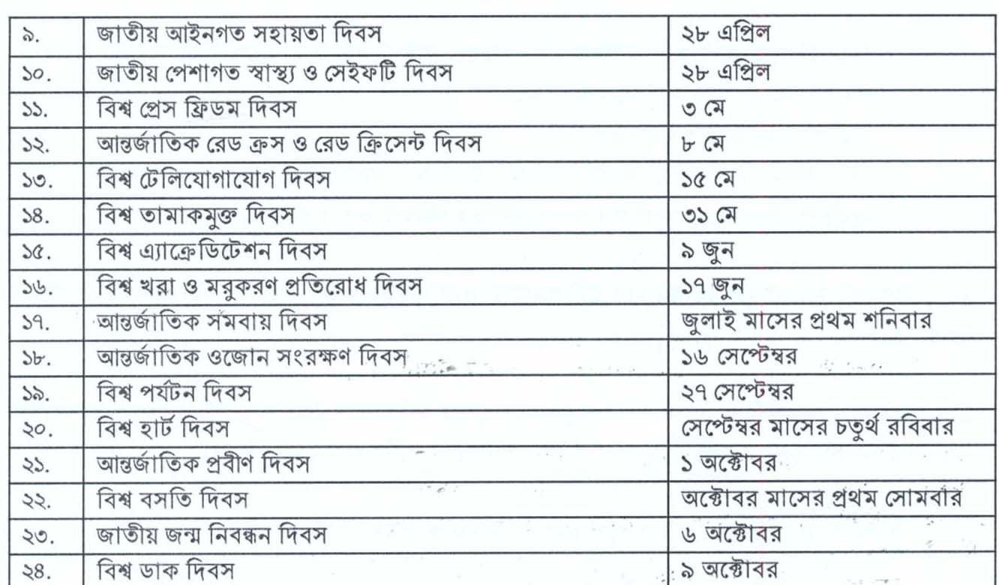 ৯. জাতীয় আইনগত সহায়তা দিবস ২৮ এপ্রিল
১০. জাতীয় পেশাগত স্বাস্থ্য ও সেইফটি দিবস ২৮ এপ্রিল
১১. বিশ্ব প্রেস ফ্রিডম দিবস ৩ মে
১২. আন্তর্জাতিক রেড ক্রস ও রেড ক্রিসেন্ট দিবস ৮ মে
১৩. বিশ্ব টেলিযোগাযোগ দিবস ১৫ মে
১৪. বিশ্ব তামাকমুক্ত দিবস ৩১ মে
১৫. বিশ্ব এ্যাক্রেডিটেশন দিবস ৯ জুন
১৬. বিশ্ব খরা ও মরুকরণ প্রতিরোধ দিবস ১৭ জুন
১৭. আন্তর্জাতিক সমবায় দিবস জুলাই মাসের প্রথম শনিবার
১৮. আন্তর্জাতিক ওজোন সংরক্ষণ দিবস ১৬ সেপ্টেম্বর
১৯. বিশ্ব পর্যটন দিবস ২৭ সেপ্টেম্বর
২০. বিশ্ব হার্ট দিবস সেপ্টেম্বর মাসের চতুর্থ রবিবার
২১. আন্তর্জাতিক প্রবীণ দিবস ১ অক্টোবর
২২. বিশ্ব বসতি দিবস অক্টোবর মাসের প্রথম সোমবার
২৩. জাতীয় জন্ম নিবন্ধন দিবস ৬ অক্টোবর
২৪. বিশ্ব ডাক দিবস ৯ অক্টোবর